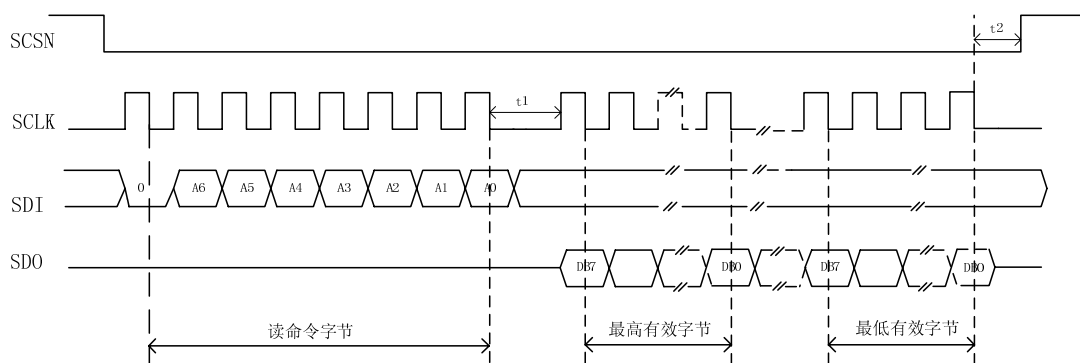 SCSN
t2
SCLK
t1
SDI
0 A6 A5 A4 A3 A2 A1 A0
SDO
DB7 DB0 DB7 DB0
读命令字节 最高有效字节 最低有效字节